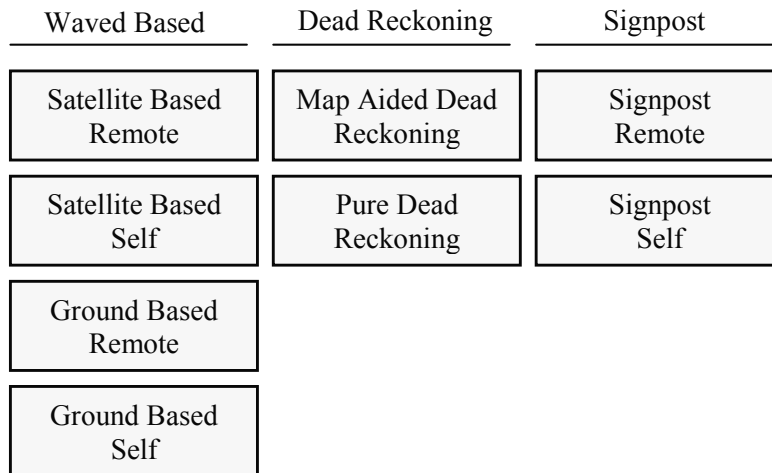 Waved Based
Dead Reckoning
Signpost
Satellite Based
Remote
Map Aided Dead
Reckoning
Signpost
Remote
Satellite Based
Self
Pure Dead
Reckoning
Signpost
Self
Ground Based
Remote
Ground Based
Self